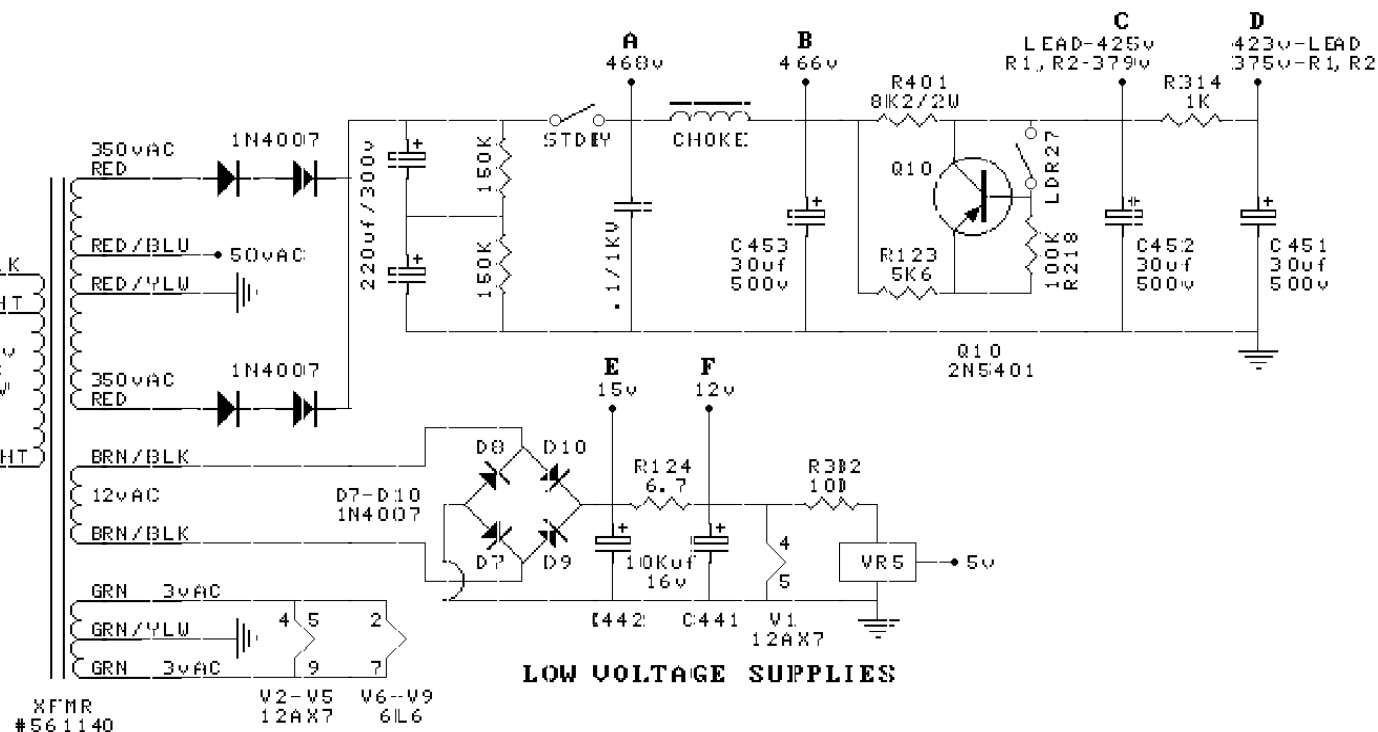 A
468v
B
466v
C
LEAD-425v
R1,R2-379v
D
423v-LEAD
375v-R1,R2
R401
8K2/2W
R314
1K
350vAC
RED
1N4007
STDBY
CHOKE
220uf/300v
150K
150K
.1/1KV
Q10
LDR27
RED/BLU
50vAC
RED/YLW
C453
30uf
500v
R123
5K6
100K
R218
C452
30uf
500v
C451
30uf
500v
HT
Q10
2N5401
350vAC
RED
1N4007
E
15v
F
12v
HT
BRN/BLK
12vAC
BRN/BLK
D7-D10
1N4007
D8
D10
D7
D9
R124
6.7
R302
100
10Kuf
16v
4
5
VR5
5v
C442
C441
V1
12AX7
GRN 3vAC
GRN/YLW
GRN 3vAC
4
5
9
2
7
V2-V5
12AX7
V6-V9
6L6
LOW VOLTAGE SUPPLIES
XFMR
#561140